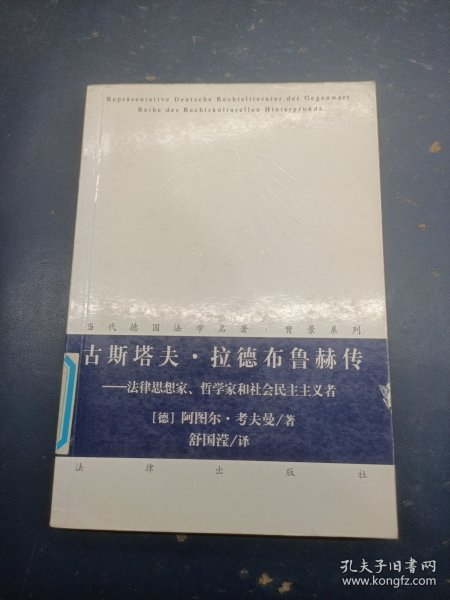 Repräsentative Deutsche Rechtsliteratur der Gegenwart
Reihe des Rechtskulturellen Hintergrunds
当代德国法学名著·背景系列
古斯塔夫·拉德布鲁赫传
——法律思想家、哲学家和社会民主主义者
[德] 阿图尔·考夫曼/著
舒国滢/译
法律出版社
孔夫子旧书网
www.kongfz.com